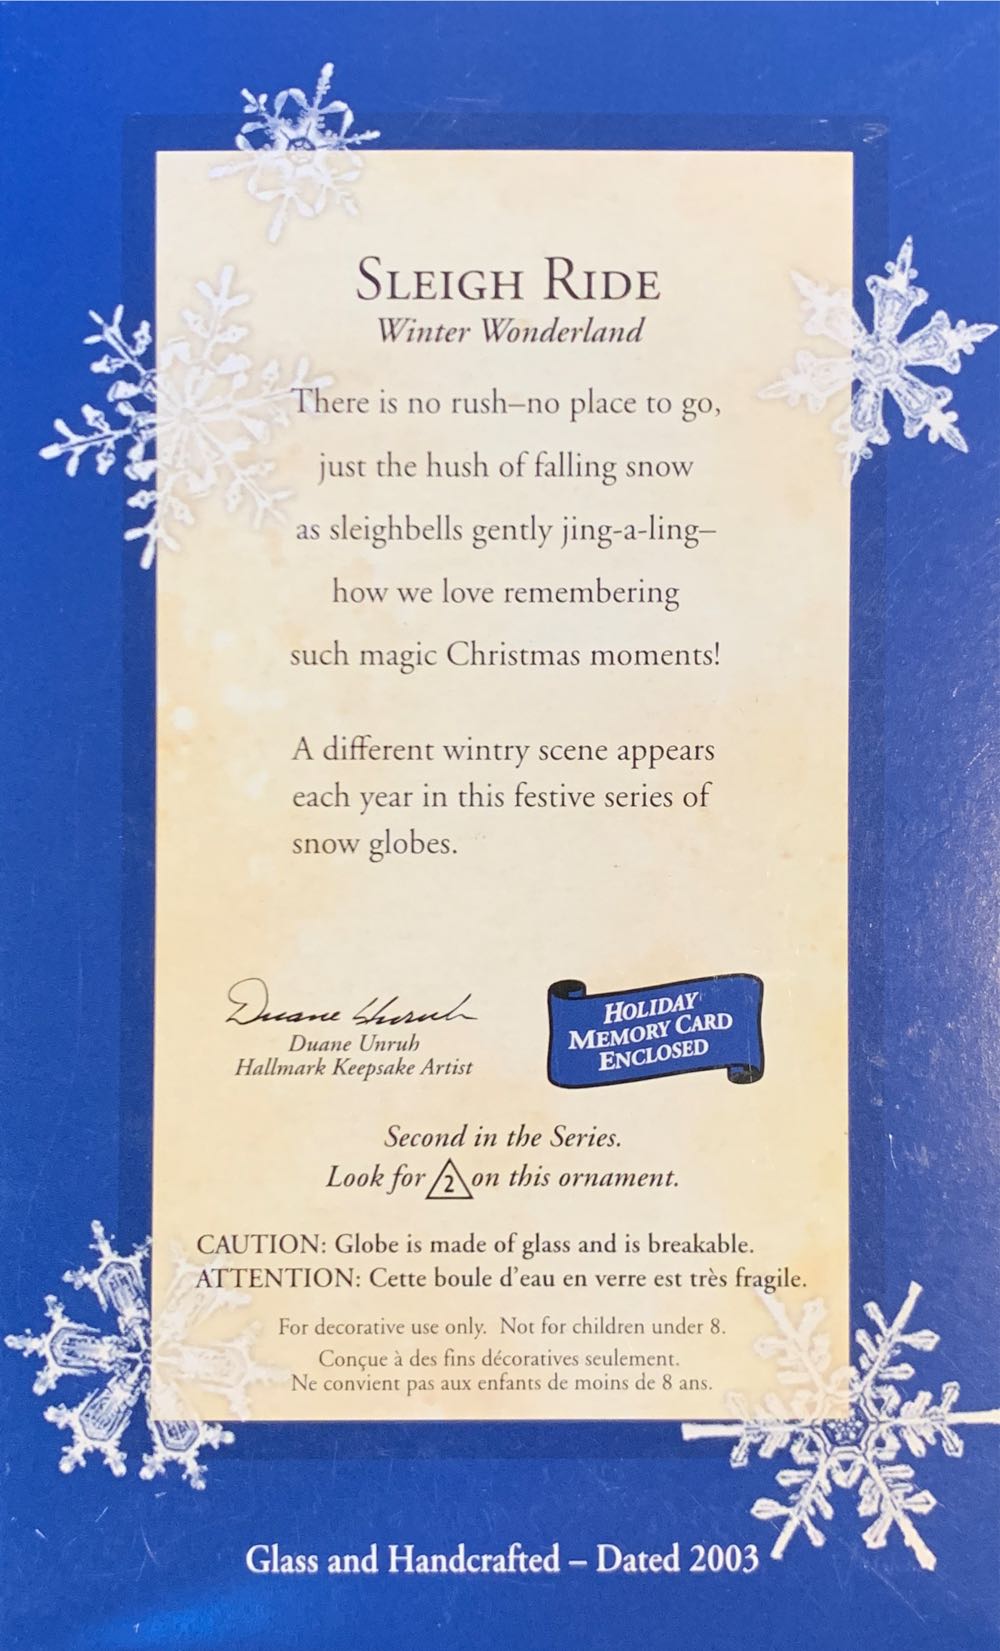 SLEIGH RIDE
Winter Wonderland
There is no rush–no place to go,
just the hush of falling snow
as sleighbells gently jing-a-ling–
how we love remembering
such magic Christmas moments!
A different wintry scene appears
each year in this festive series of
snow globes.
Duane Unruh
Duane Unruh
Hallmark Keepsake Artist
HOLIDAY
MEMORY CARD
ENCLOSED
Second in the Series.
Look for 2 on this ornament.
CAUTION: Globe is made of glass and is breakable.
ATTENTION: Cette boule d'eau en verre est très fragile.
For decorative use only. Not for children under 8.
Conçue à des fins décoratives seulement.
Ne convient pas aux enfants de moins de 8 ans.
Glass and Handcrafted – Dated 2003